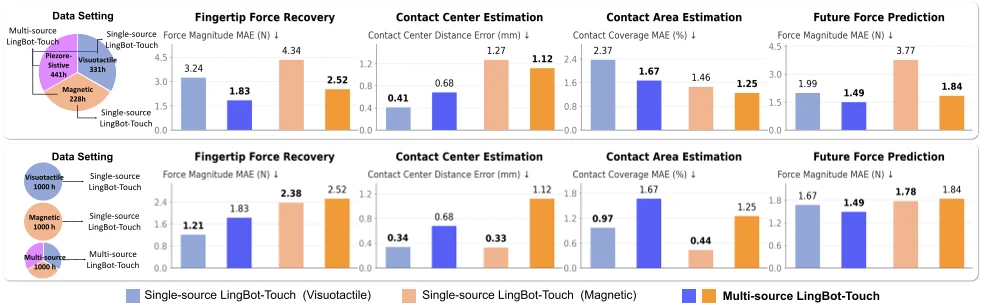 Data Setting
Multi-source
LingBot-Touch
Single-source
LingBot-Touch
Piezore-
Sistive
441h
Visuotactile
331h
Magnetic
228h
Single-source
LingBot-Touch
Fingertip Force Recovery
Force Magnitude MAE (N) ↓
4.5
3.0
1.5
0.0
3.24
1.83
4.34
2.52
Contact Center Estimation
Contact Center Distance Error (mm) ↓
1.2
0.8
0.4
0.0
0.41
0.68
1.27
1.12
Contact Area Estimation
Contact Coverage MAE (%) ↓
2.4
1.6
0.8
0.0
2.37
1.67
1.46
1.25
Future Force Prediction
Force Magnitude MAE (N) ↓
4.5
3.0
1.5
0.0
1.99
1.49
3.77
1.84
Data Setting
Visuotactile
1000 h
Single-source
LingBot-Touch
Magnetic
1000 h
Single-source
LingBot-Touch
Multi-source
1000 h
Multi-source
LingBot-Touch
Fingertip Force Recovery
Force Magnitude MAE (N) ↓
2.4
1.6
0.8
0.0
1.21
1.83
2.38
2.52
Contact Center Estimation
Contact Center Distance Error (mm) ↓
1.2
0.8
0.4
0.0
0.34
0.68
0.33
1.12
Contact Area Estimation
Contact Coverage MAE (%) ↓
1.8
1.2
0.6
0.0
0.97
1.67
0.44
1.25
Future Force Prediction
Force Magnitude MAE (N) ↓
1.8
1.2
0.6
0.0
1.67
1.49
1.78
1.84
Single-source LingBot-Touch (Visuotactile)
Single-source LingBot-Touch (Magnetic)
Multi-source LingBot-Touch